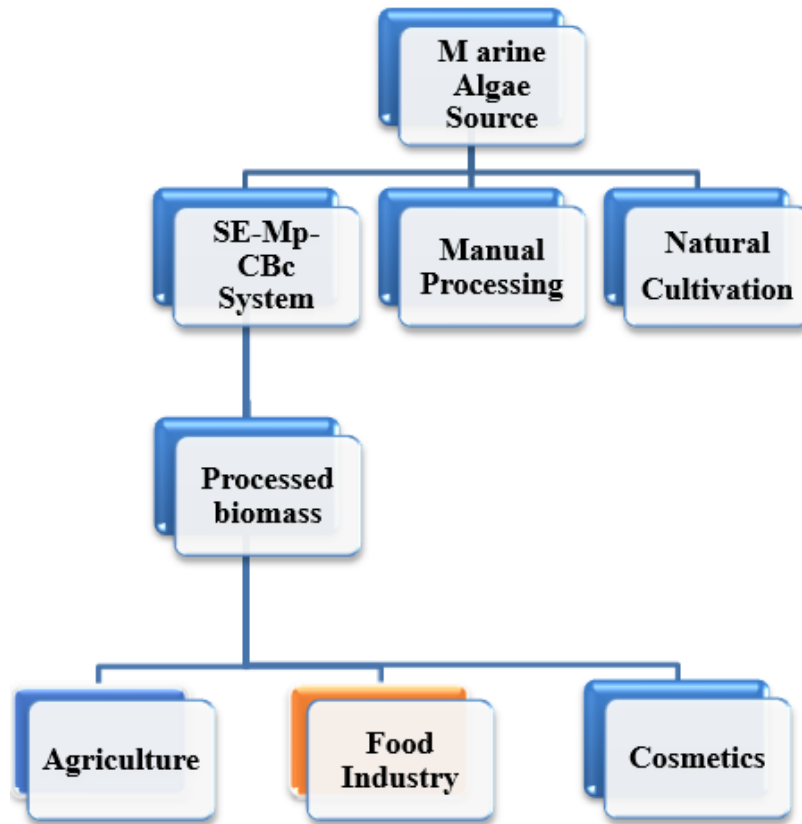 M arine
Algae
Source
SE-Mp-
CBc
System
Manual
Processing
Natural
Cultivation
Processed
biomass
Agriculture
Food
Industry
Cosmetics